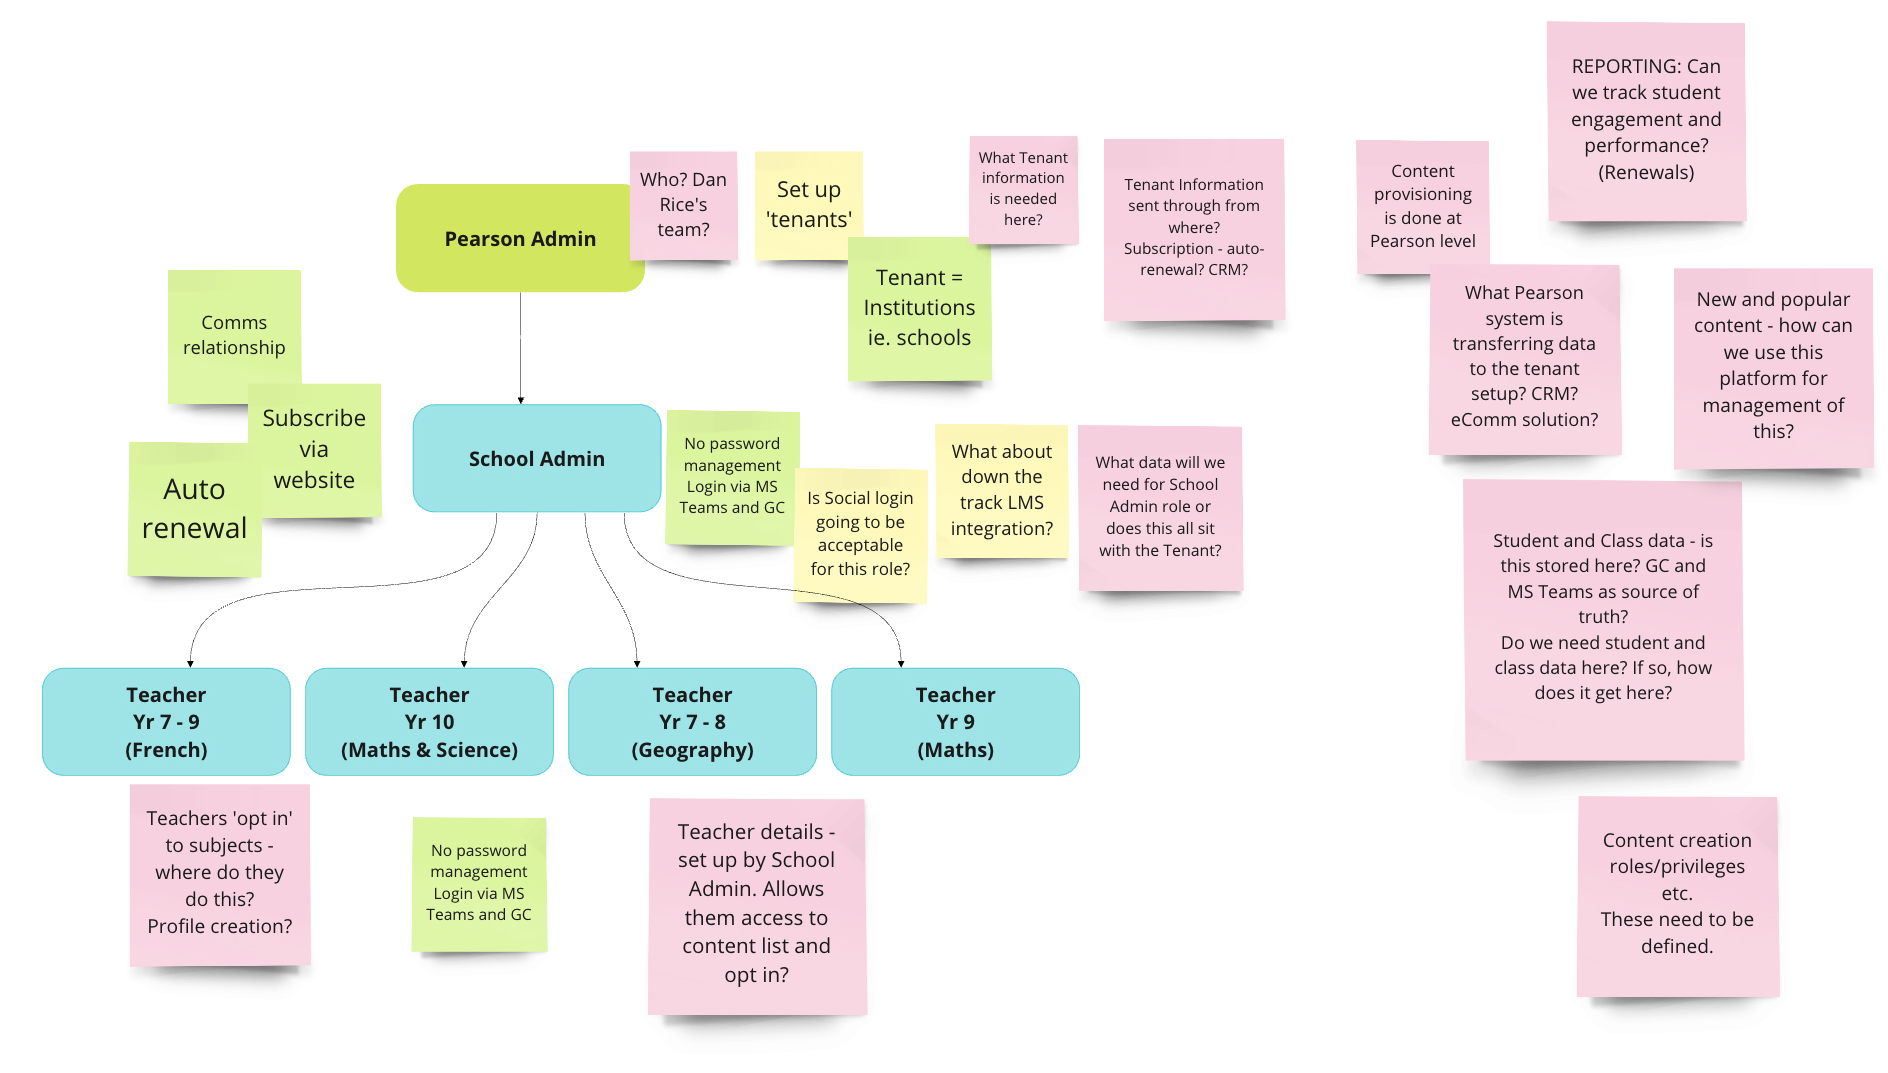 REPORTING: Can
we track student
engagement and
performance?
(Renewals)
Pearson Admin
Who? Dan
Rice's
team?
Set up
'tenants'
Tenant =
Institutions
ie. schools
What Tenant
information
is needed
here?
Tenant Information
sent through from
where?
Subscription - auto-
renewal? CRM?
Content
provisioning
is done at
Pearson level
What Pearson
system is
transferring data
to the tenant
setup? CRM?
eComm solution?
New and popular
content - how can
we use this
platform for
management of
this?
Comms
relationship
Subscribe
via
website
Auto
renewal
School Admin
No password
management
Login via MS
Teams and GC
Is Social login
going to be
acceptable
for this role?
What about
down the
track LMS
integration?
What data will we
need for School
Admin role or
does this all sit
with the Tenant?
Student and Class data - is
this stored here? GC and
MS Teams as source of
truth?
Do we need student and
class data here? If so, how
does it get here?
Teacher
Yr 7 - 9
(French)
Teacher
Yr 10
(Maths & Science)
Teacher
Yr 7 - 8
(Geography)
Teacher
Yr 9
(Maths)
Teachers 'opt in'
to subjects -
where do they
do this?
Profile creation?
No password
management
Login via MS
Teams and GC
Teacher details -
set up by School
Admin. Allows
them access to
content list and
opt in?
Content creation
roles/privileges
etc.
These need to be
defined.